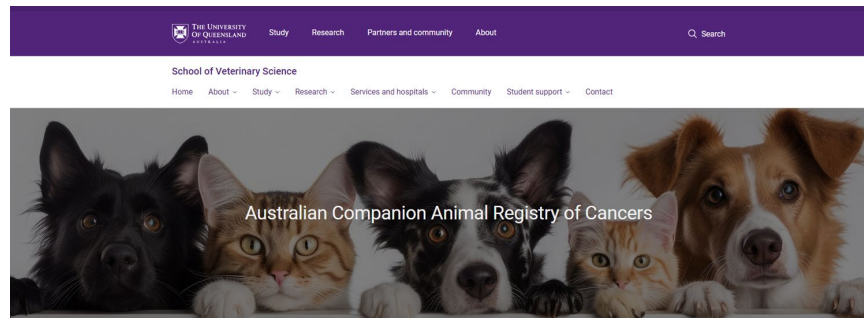 THE UNIVERSITY
OF QUEENSLAND
AUSTRALIA
Study Research Partners and community About
Search
School of Veterinary Science
Home About Study Research Services and hospitals Community Student support Contact
Australian Companion Animal Registry of Cancers